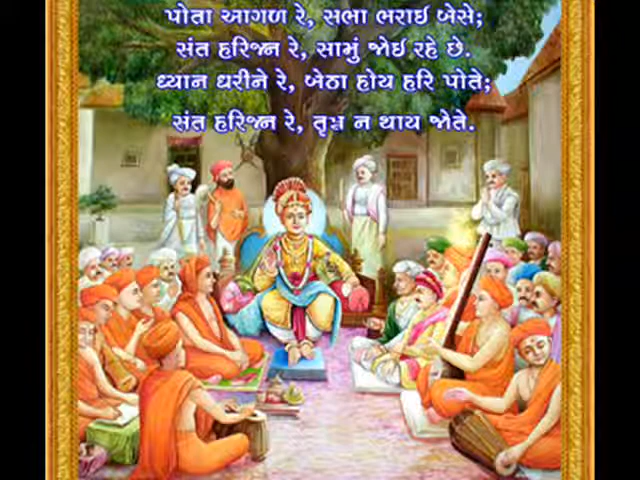 પોતા આગળ રે, સભા ભરાઇ બેસે;
સંત હરિજન રે, સામું જોઇ રહે છે.
ધ્યાન ધરીને રે, બેઠા હોય હરિ પોતે;
સંત હરિજન રે, તૃપ્ત ન થાય જોતે.